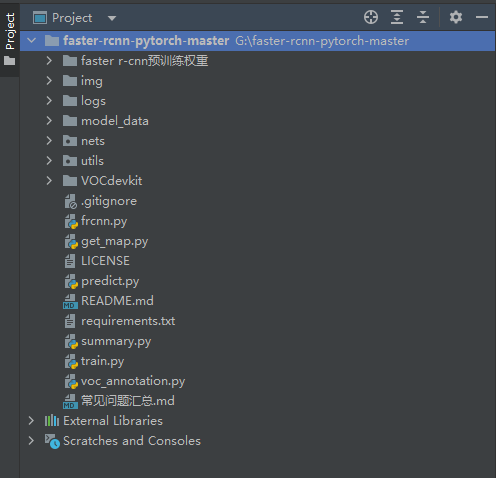 Project
Project
faster-rcnn-pytorch-master G:\faster-rcnn-pytorch-master
faster r-cnn预训练权重
img
logs
model_data
nets
utils
VOCdevkit
.gitignore
frcnn.py
get_map.py
LICENSE
predict.py
README.md
requirements.txt
summary.py
train.py
voc_annotation.py
常见问题汇总.md
External Libraries
Scratches and Consoles